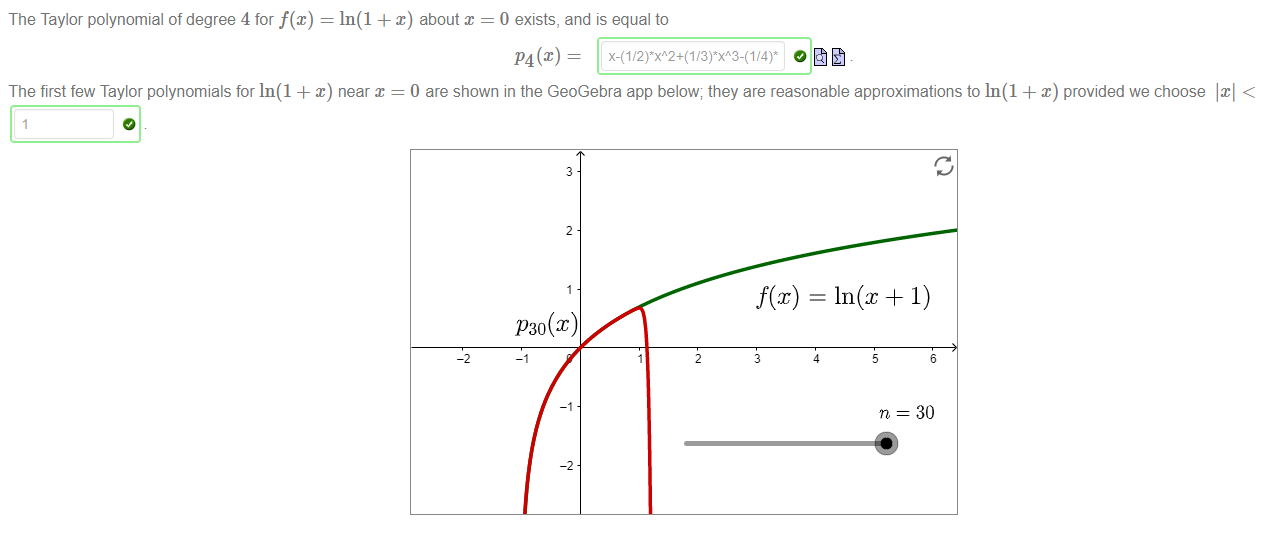 The Taylor polynomial of degree 4 for f(x) = ln(1 + x) about x = 0 exists, and is equal to
p₄(x) = x-(1/2)*x^2+(1/3)*x^3-(1/4)* .
The first few Taylor polynomials for ln(1 + x) near x = 0 are shown in the GeoGebra app below; they are reasonable approximations to ln(1 + x) provided we choose |x| <
1 .
3
2
1
f(x) = ln(x + 1)
p₃₀(x)
−2 −1 0 1 2 3 4 5 6
−1
n = 30
−2